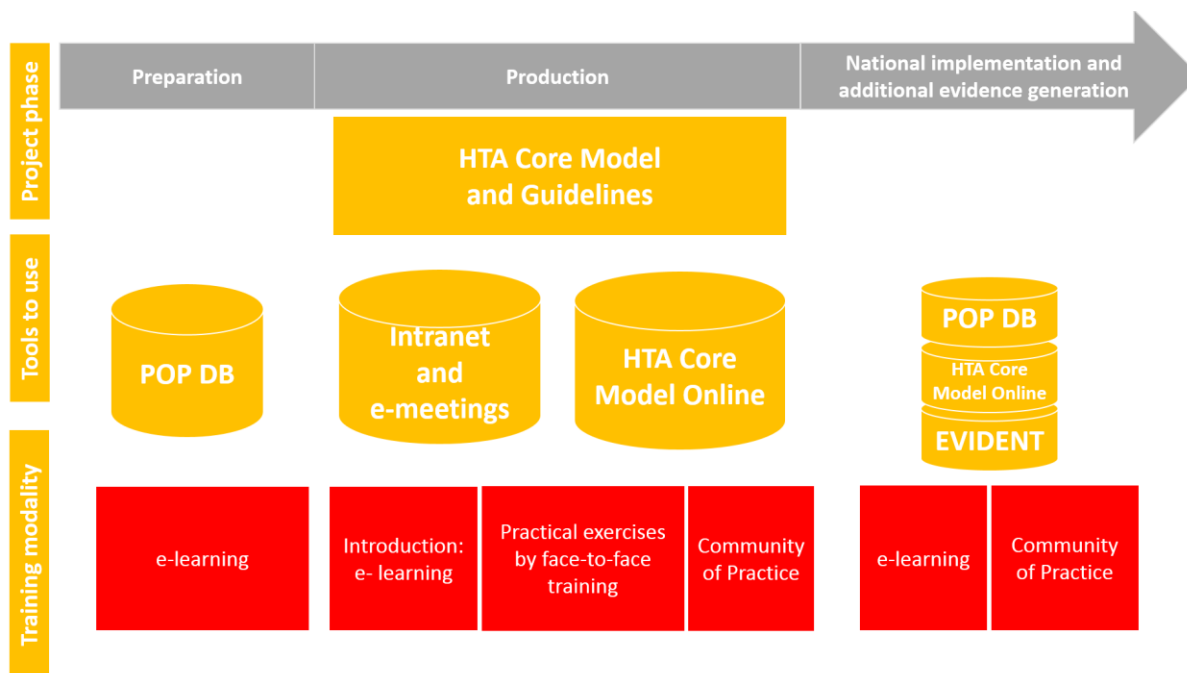 Project phase
Preparation
Production
National implementation and
additional evidence generation
HTA Core Model
and Guidelines
Tools to use
POP DB
Intranet
and
e-meetings
HTA Core
Model Online
POP DB
HTA Core
Model Online
EVIDENT
Training modality
e-learning
Introduction:
e- learning
Practical exercises
by face-to-face
training
Community
of Practice
e-learning
Community
of Practice